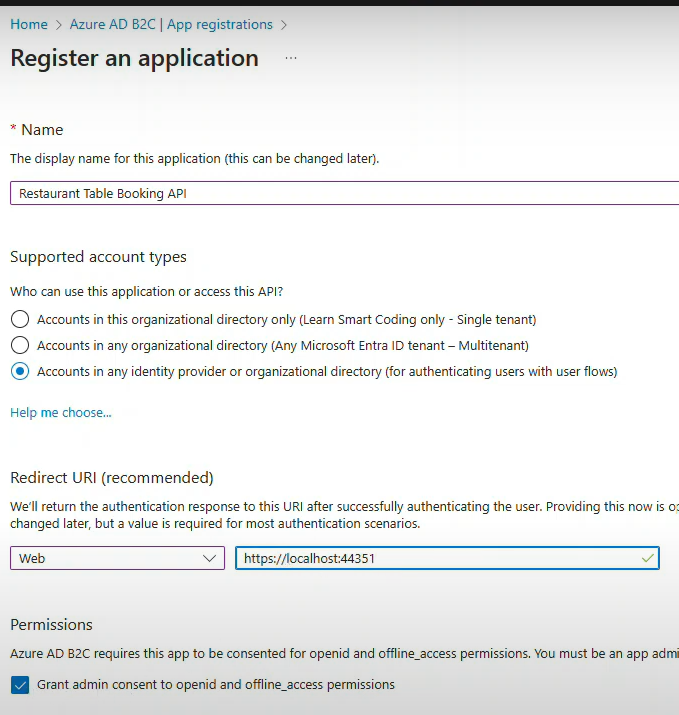 Home > Azure AD B2C | App registrations >
Register an application ...
* Name
The display name for this application (this can be changed later).
Restaurant Table Booking API
Supported account types
Who can use this application or access this API?
Accounts in this organizational directory only (Learn Smart Coding only - Single tenant)
Accounts in any organizational directory (Any Microsoft Entra ID tenant – Multitenant)
Accounts in any identity provider or organizational directory (for authenticating users with user flows)
Help me choose...
Redirect URI (recommended)
We'll return the authentication response to this URI after successfully authenticating the user. Providing this now is
changed later, but a value is required for most authentication scenarios.
Web https://localhost:44351
Permissions
Azure AD B2C requires this app to be consented for openid and offline_access permissions. You must be an app
Grant admin consent to openid and offline_access permissions